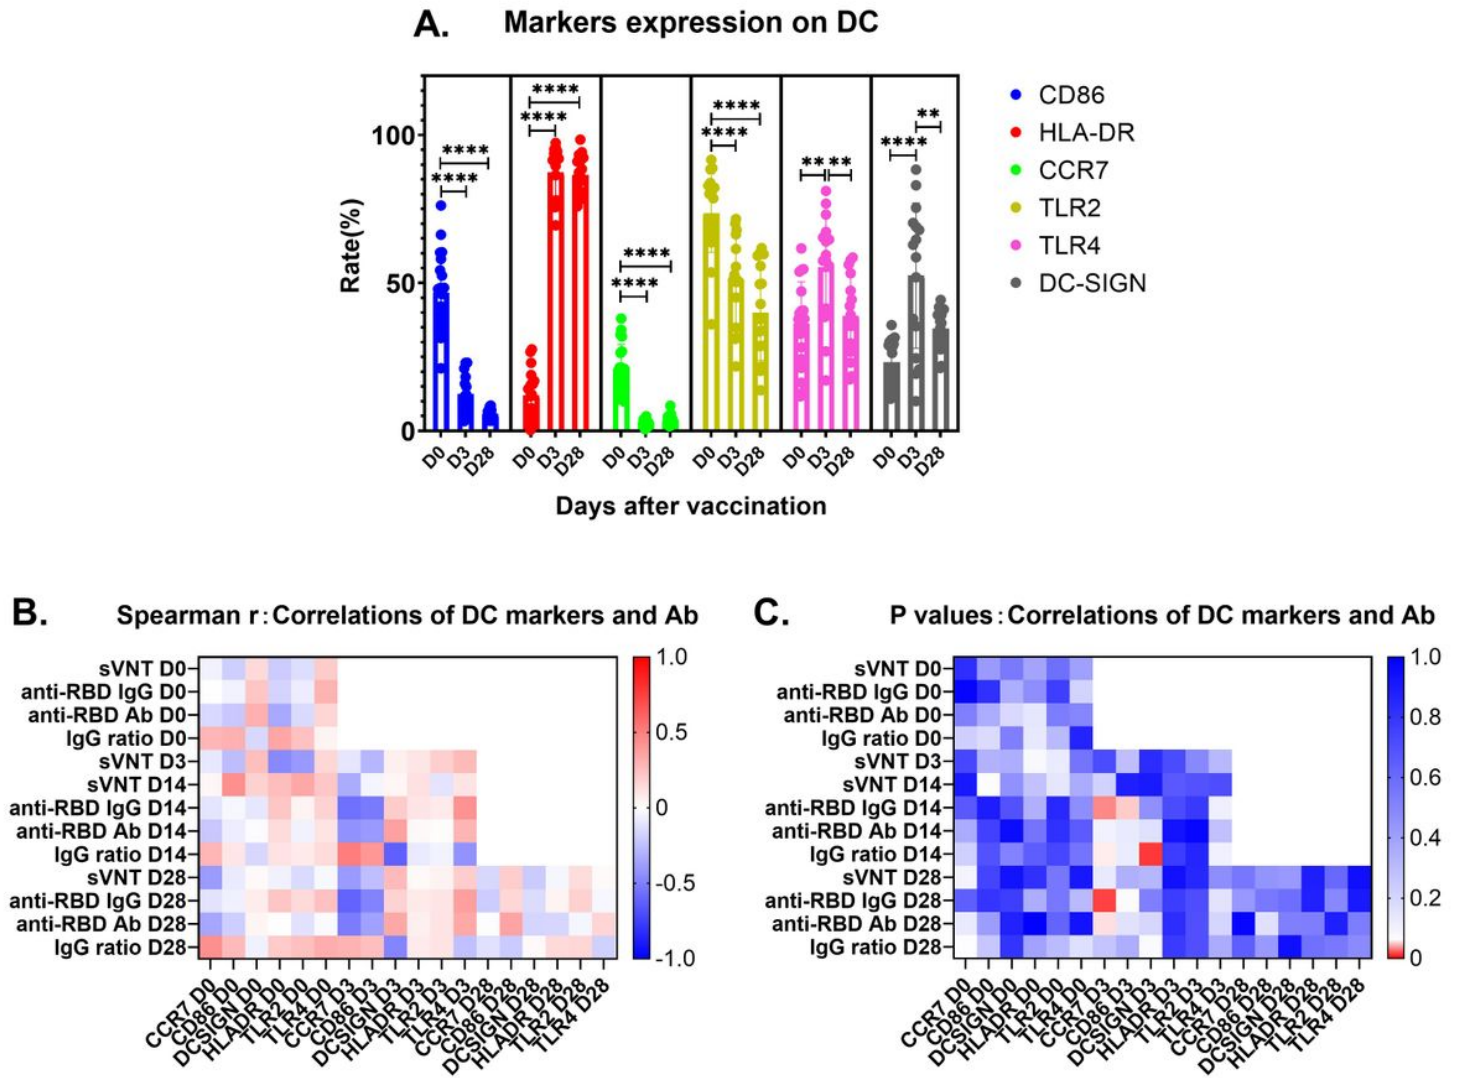 A. Markers expression on DC
**** **** **** **** **** **** **** **** ** ** **** **
Rate(%)
100
50
0
D0 D3 D28 D0 D3 D28 D0 D3 D28 D0 D3 D28 D0 D3 D28 D0 D3 D28
Days after vaccination
CD86
HLA-DR
CCR7
TLR2
TLR4
DC-SIGN
B. Spearman r:Correlations of DC markers and Ab
sVNT D0
anti-RBD IgG D0
anti-RBD Ab D0
IgG ratio D0
sVNT D3
sVNT D14
anti-RBD IgG D14
anti-RBD Ab D14
IgG ratio D14
sVNT D28
anti-RBD IgG D28
anti-RBD Ab D28
IgG ratio D28
CCR7 D0
CD86 D0
DCSIGN D0
HLADR D0
TLR2 D0
TLR4 D0
CCR7 D3
CD86 D3
DCSIGN D3
HLADR D3
TLR2 D3
TLR4 D3
CCR7 D28
CD86 D28
DCSIGN D28
HLADR D28
TLR2 D28
TLR4 D28
1.0
0.5
0
-0.5
-1.0
C. P values:Correlations of DC markers and Ab
sVNT D0
anti-RBD IgG D0
anti-RBD Ab D0
IgG ratio D0
sVNT D3
sVNT D14
anti-RBD IgG D14
anti-RBD Ab D14
IgG ratio D14
sVNT D28
anti-RBD IgG D28
anti-RBD Ab D28
IgG ratio D28
CCR7 D0
CD86 D0
DCSIGN D0
HLADR D0
TLR2 D0
TLR4 D0
CCR7 D3
CD86 D3
DCSIGN D3
HLADR D3
TLR2 D3
TLR4 D3
CCR7 D28
CD86 D28
DCSIGN D28
HLADR D28
TLR2 D28
TLR4 D28
1.0
0.8
0.6
0.4
0.2
0